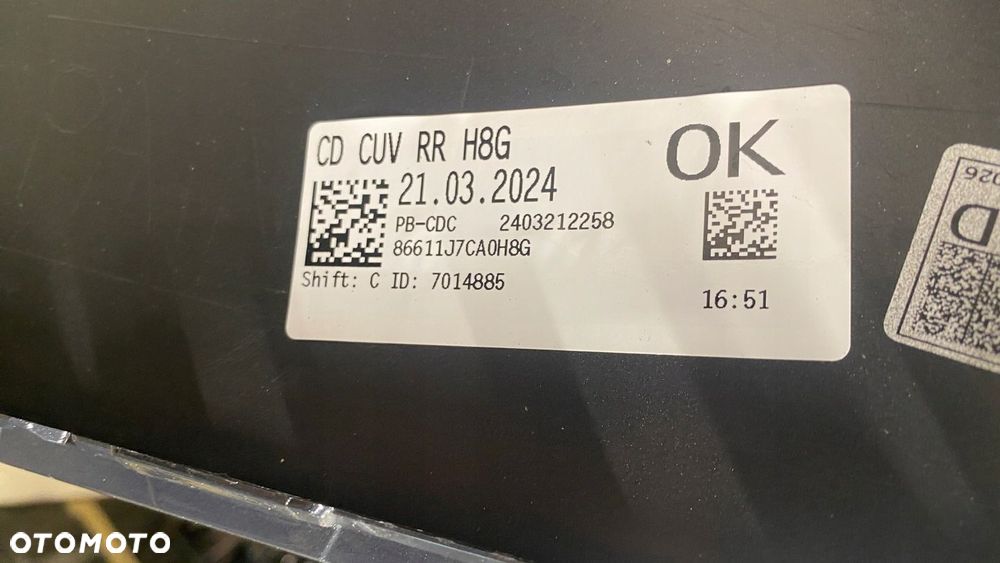 CD CUV RR H8G
OK
21.03.2024
PB-CDC 2403212258
86611J7CA0H8G
Shift: C ID: 7014885
16:51
D
OTOMOTO